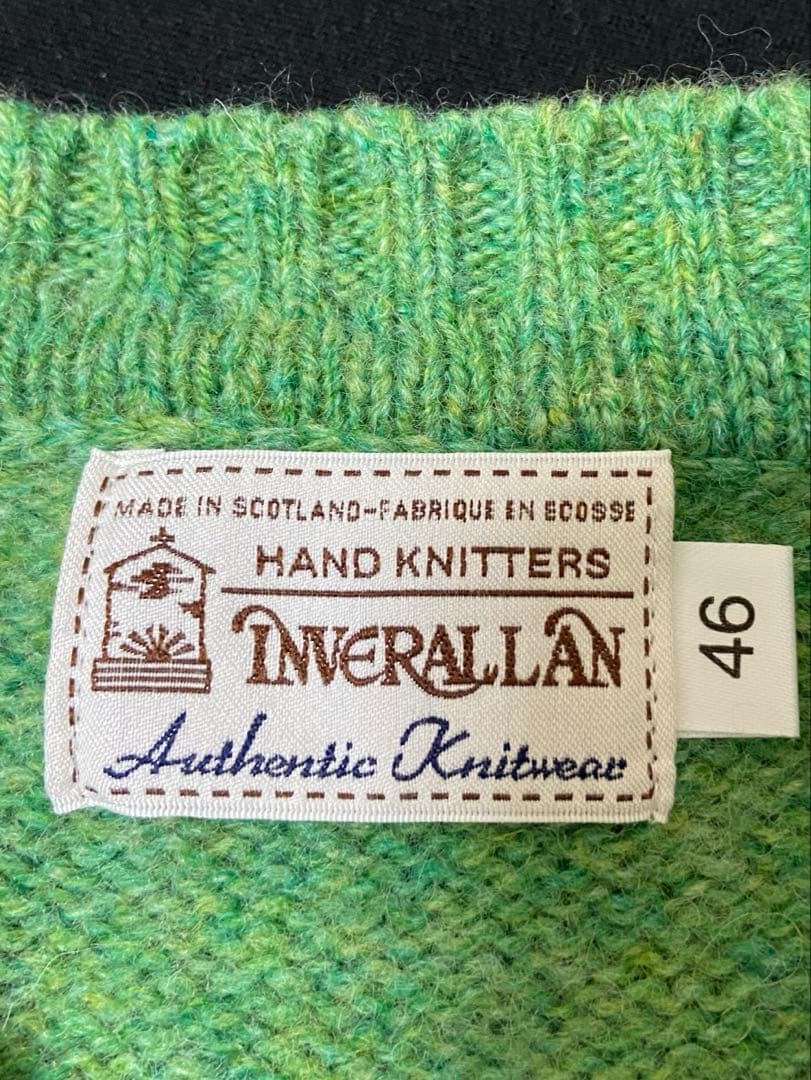 MADE IN SCOTLAND-FABRIQUE EN ECOSSE
HAND KNITTERS
INVERALLAN
Authentic Knitwear
46